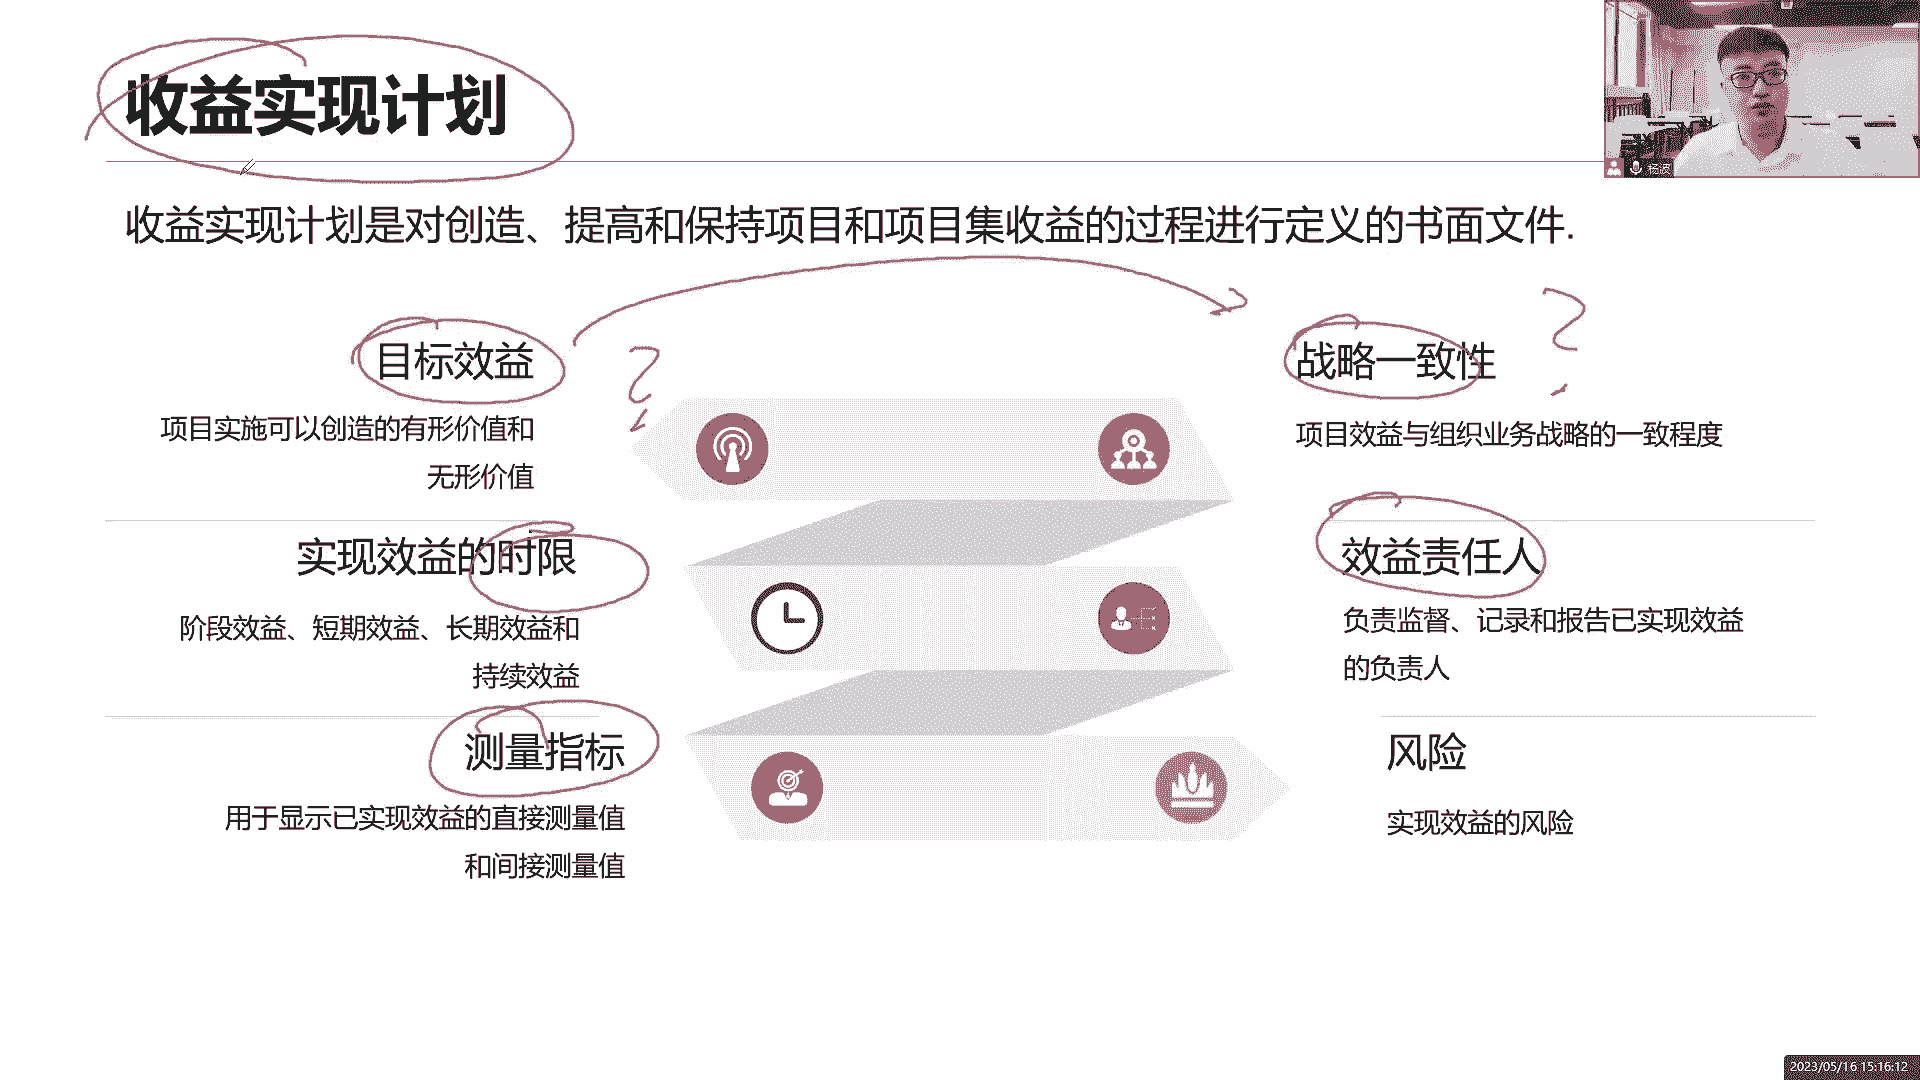 收益实现计划
杨波
收益实现计划是对创造、提高和保持项目和项目集收益的过程进行定义的书面文件.
目标效益
项目实施可以创造的有形价值和
无形价值
战略一致性
项目效益与组织业务战略的一致程度
实现效益的时限
阶段效益、短期效益、长期效益和
持续效益
效益责任人
负责监督、记录和报告已实现效益
的负责人
测量指标
用于显示已实现效益的直接测量值
和间接测量值
风险
实现效益的风险
2023/05/16 15:16:12